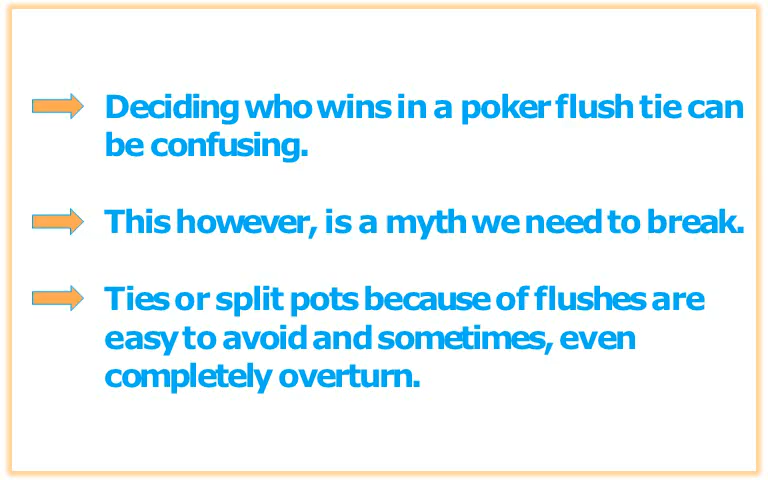 Deciding who wins in a poker flush tie can
be confusing.
This however, is a myth we need to break.
Ties or split pots because of flushes are
easy to avoid and sometimes, even
completely overturn.